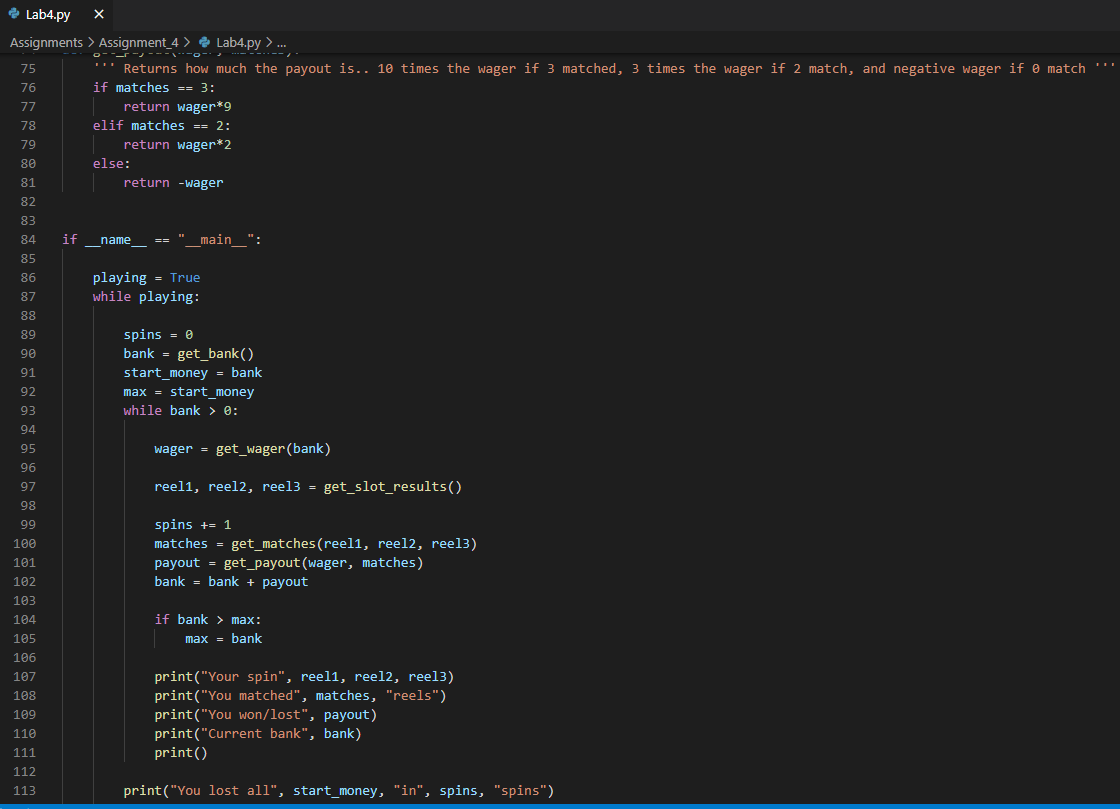 Lab4.py
Assignments > Assignment_4 > Lab4.py > ...
75 ''' Returns how much the payout is.. 10 times the wager if 3 matched, 3 times the wager if 2 match, and negative wager if 0 match '''
76 if matches == 3:
77 return wager*9
78 elif matches == 2:
79 return wager*2
80 else:
81 return -wager
82
83
84 if __name__ == "__main__":
85
86 playing = True
87 while playing:
88
89 spins = 0
90 bank = get_bank()
91 start_money = bank
92 max = start_money
93 while bank > 0:
94
95 wager = get_wager(bank)
96
97 reel1, reel2, reel3 = get_slot_results()
98
99 spins += 1
100 matches = get_matches(reel1, reel2, reel3)
101 payout = get_payout(wager, matches)
102 bank = bank + payout
103
104 if bank > max:
105 max = bank
106
107 print("Your spin", reel1, reel2, reel3)
108 print("You matched", matches, "reels")
109 print("You won/lost", payout)
110 print("Current bank", bank)
111 print()
112
113 print("You lost all", start_money, "in", spins, "spins")